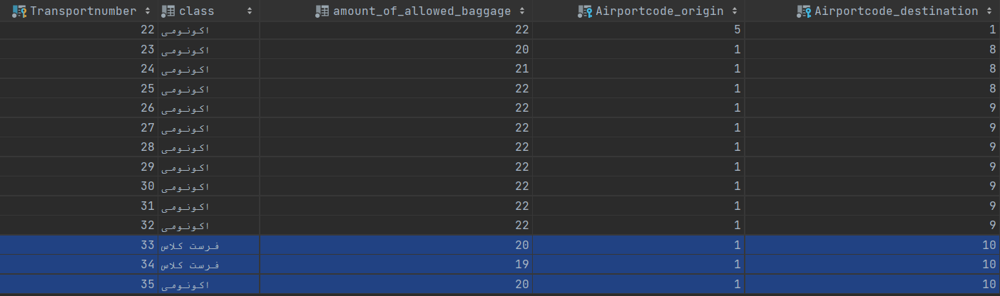 Transportnumber class amount_of_allowed_baggage Airportcode_origin Airportcode_destination
22 اکونومی 22 5 1
23 اکونومی 20 1 8
24 اکونومی 21 1 8
25 اکونومی 22 1 8
26 اکونومی 22 1 9
27 اکونومی 22 1 9
28 اکونومی 22 1 9
29 اکونومی 22 1 9
30 اکونومی 22 1 9
31 اکونومی 22 1 9
32 اکونومی 22 1 9
33 فرست کلاس 20 1 10
34 فرست کلاس 19 1 10
35 اکونومی 20 1 10